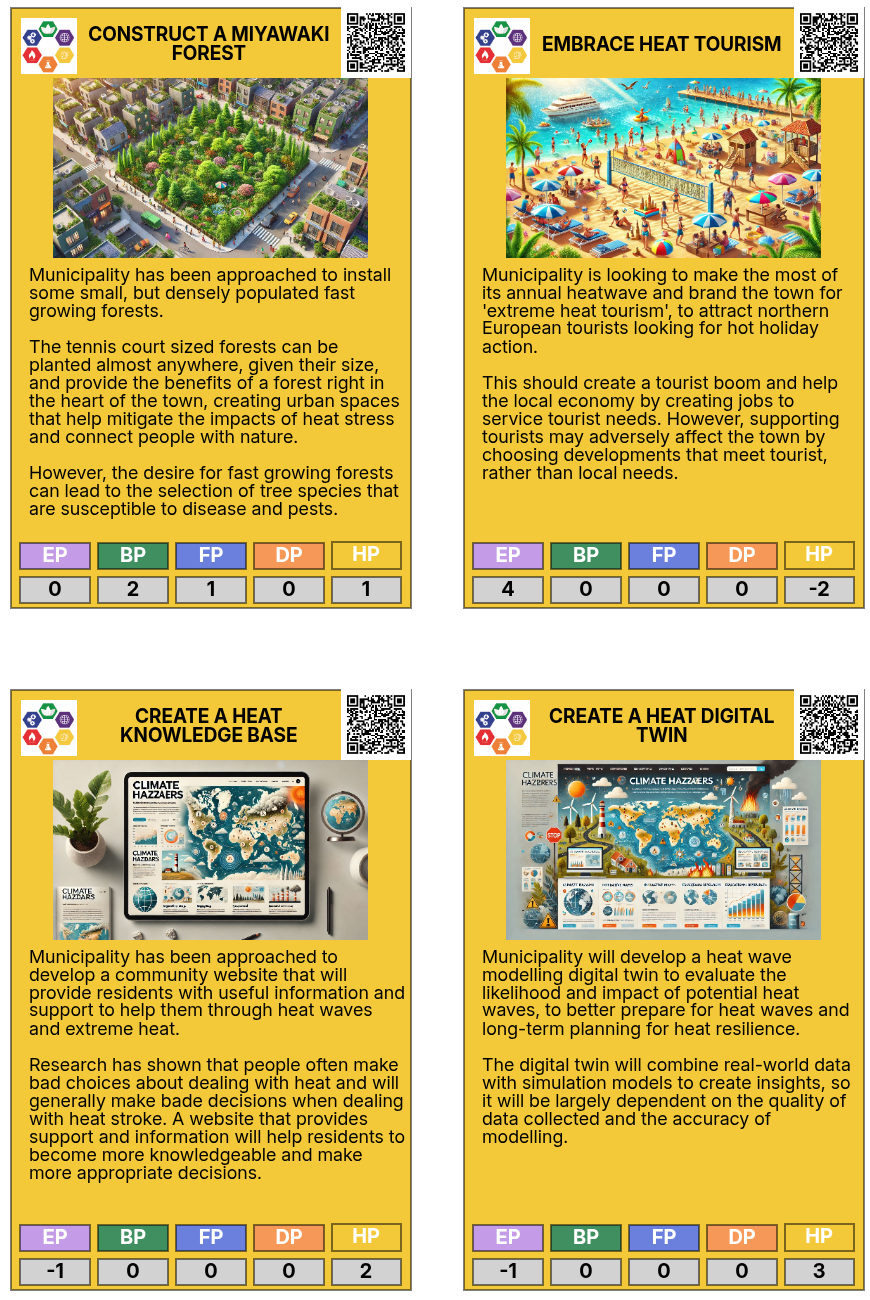 CONSTRUCT A MIYAWAKI
FOREST
Municipality has been approached to install
some small, but densely populated fast
growing forests.
The tennis court sized forests can be
planted almost anywhere, given their size,
and provide the benefits of a forest right in
the heart of the town, creating urban spaces
that help mitigate the impacts of heat stress
and connect people with nature.
However, the desire for fast growing forests
can lead to the selection of tree species that
are susceptible to disease and pests.
EP BP FP DP HP
0 2 1 0 1
EMBRACE HEAT TOURISM
Municipality is looking to make the most of
its annual heatwave and brand the town for
'extreme heat tourism', to attract northern
European tourists looking for hot holiday
action.
This should create a tourist boom and help
the local economy by creating jobs to
service tourist needs. However, supporting
tourists may adversely affect the town by
choosing developments that meet tourist,
rather than local needs.
EP BP FP DP HP
4 0 0 0 -2
CREATE A HEAT
KNOWLEDGE BASE
CLIMATE
HAZZAERS
CLIMATE
Municipality has been approached to
develop a community website that will
provide residents with useful information and
support to help them through heat waves
and extreme heat.
Research has shown that people often make
bad choices about dealing with heat and will
generally make bade decisions when dealing
with heat stroke. A website that provides
support and information will help residents to
become more knowledgeable and make
more appropriate decisions.
EP BP FP DP HP
-1 0 0 0 2
CREATE A HEAT DIGITAL
TWIN
CLIMATE HAZZAERS
STOP
Municipality will develop a heat wave
modelling digital twin to evaluate the
likelihood and impact of potential heat
waves, to better prepare for heat waves and
long-term planning for heat resilience.
The digital twin will combine real-world data
with simulation models to create insights, so
it will be largely dependent on the quality of
data collected and the accuracy of
modelling.
EP BP FP DP HP
-1 0 0 0 3